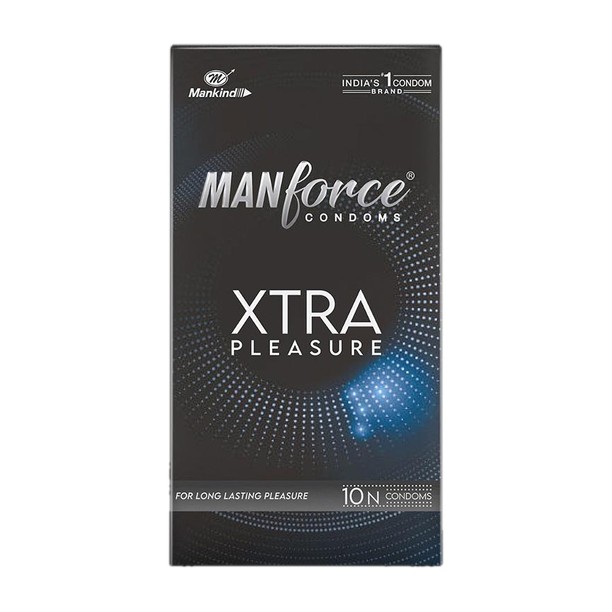 Mankind
INDIA'S #1 CONDOM
BRAND
MANforce®
CONDOMS
XTRA
PLEASURE
FOR LONG LASTING PLEASURE
10N CONDOMS